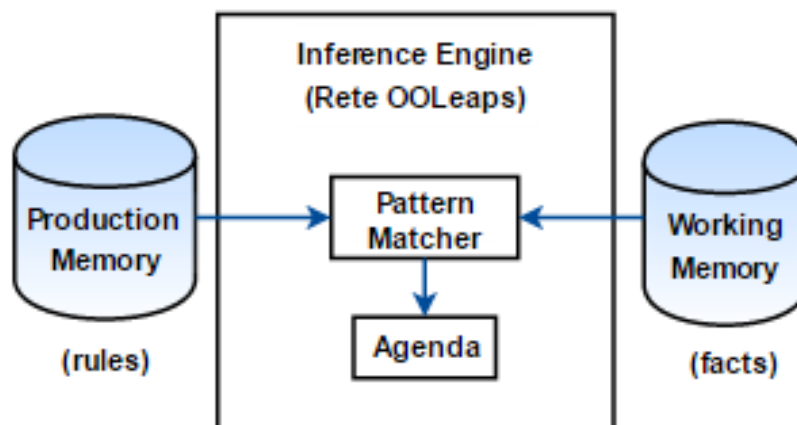 Inference Engine
(Rete OOLeaps)
Production
Memory
(rules)
Pattern
Matcher
Agenda
Working
Memory
(facts)